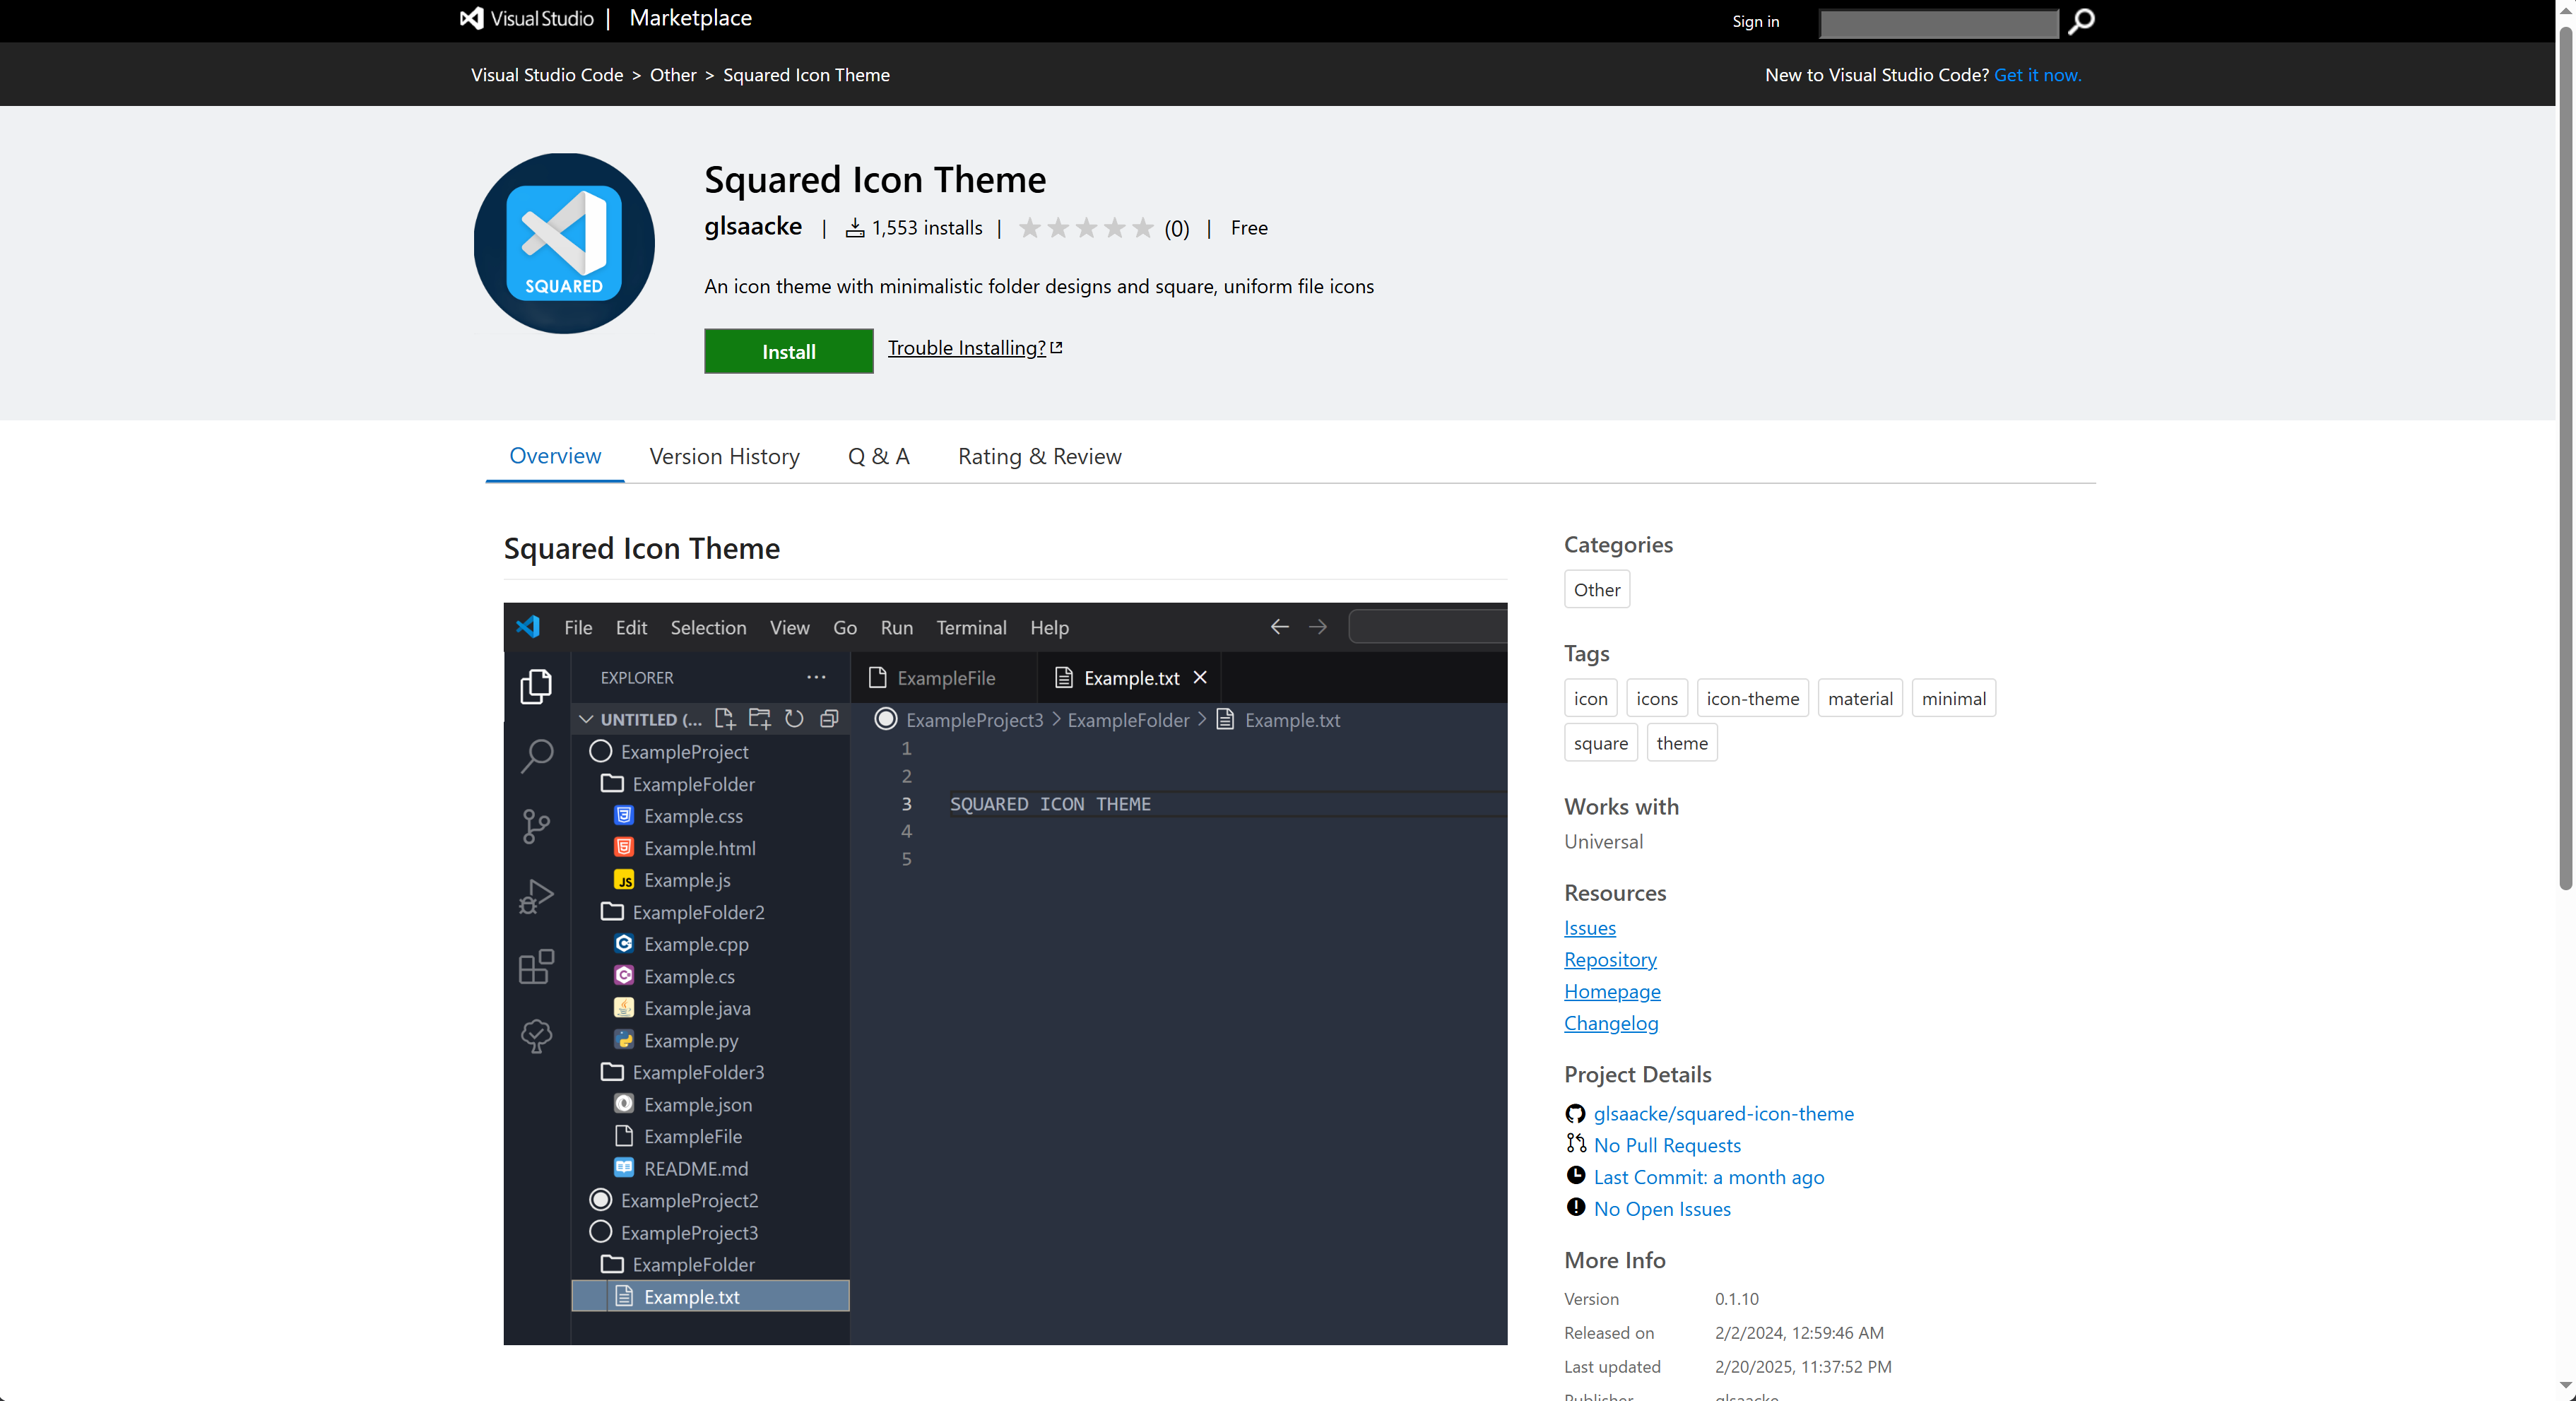 Visual Studio | Marketplace
Sign in
Visual Studio Code > Other > Squared Icon Theme
New to Visual Studio Code? Get it now.
SQUARED
Squared Icon Theme
glsaacke | 1,553 installs | (0) | Free
An icon theme with minimalistic folder designs and square, uniform file icons
Install
Trouble Installing?
Overview
Version History
Q & A
Rating & Review
Squared Icon Theme
File Edit Selection View Go Run Terminal Help
EXPLORER ...
ExampleFile
Example.txt
UNTITLED (...
ExampleProject3 > ExampleFolder > Example.txt
ExampleProject
ExampleFolder
Example.css
Example.html
Example.js
ExampleFolder2
Example.cpp
Example.cs
Example.java
Example.py
ExampleFolder3
Example.json
ExampleFile
README.md
ExampleProject2
ExampleProject3
ExampleFolder
Example.txt
1
2
3 SQUARED ICON THEME
4
5
Categories
Other
Tags
icon icons icon-theme material minimal
square theme
Works with
Universal
Resources
Issues
Repository
Homepage
Changelog
Project Details
glsaacke/squared-icon-theme
No Pull Requests
Last Commit: a month ago
No Open Issues
More Info
Version 0.1.10
Released on 2/2/2024, 12:59:46 AM
Last updated 2/20/2025, 11:37:52 PM
Publisher glsaacke